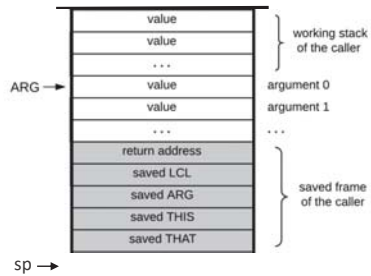 value
value
...
working stack
of the caller
ARG
value
argument 0
value
argument 1
...
...
return address
saved LCL
saved ARG
saved THIS
saved THAT
saved frame
of the caller
sp